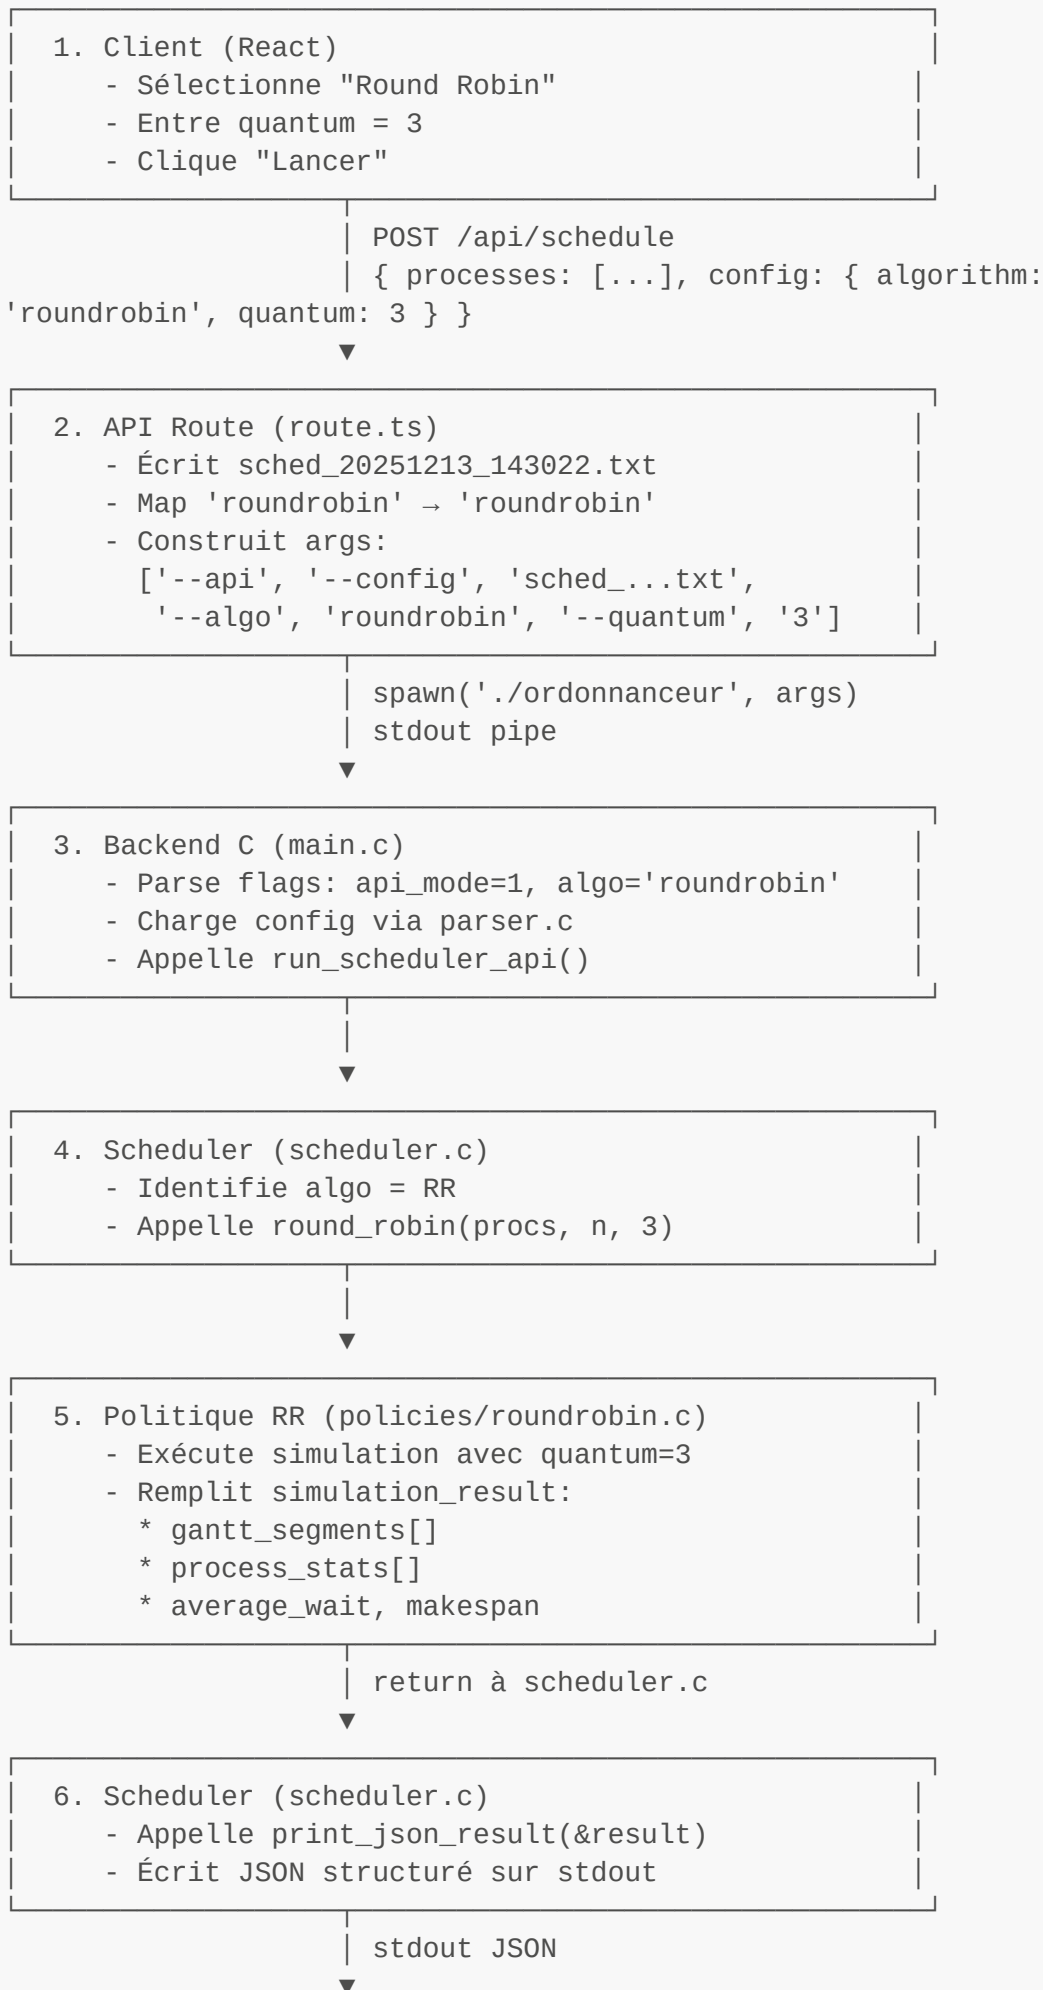 1. Client (React)
- Sélectionne "Round Robin"
- Entre quantum = 3
- Clique "Lancer"
POST /api/schedule
{ processes: [...], config: { algorithm:
'roundrobin', quantum: 3 } }
2. API Route (route.ts)
- Écrit sched_20251213_143022.txt
- Map 'roundrobin' → 'roundrobin'
- Construit args:
['--api', '--config', 'sched_...txt',
'--algo', 'roundrobin', '--quantum', '3']
spawn('./ordonnanceur', args)
stdout pipe
3. Backend C (main.c)
- Parse flags: api_mode=1, algo='roundrobin'
- Charge config via parser.c
- Appelle run_scheduler_api()
4. Scheduler (scheduler.c)
- Identifie algo = RR
- Appelle round_robin(procs, n, 3)
5. Politique RR (policies/roundrobin.c)
- Exécute simulation avec quantum=3
- Remplit simulation_result:
* gantt_segments[]
* process_stats[]
* average_wait, makespan
return à scheduler.c
6. Scheduler (scheduler.c)
- Appelle print_json_result(&result)
- Écrit JSON structuré sur stdout
stdout JSON